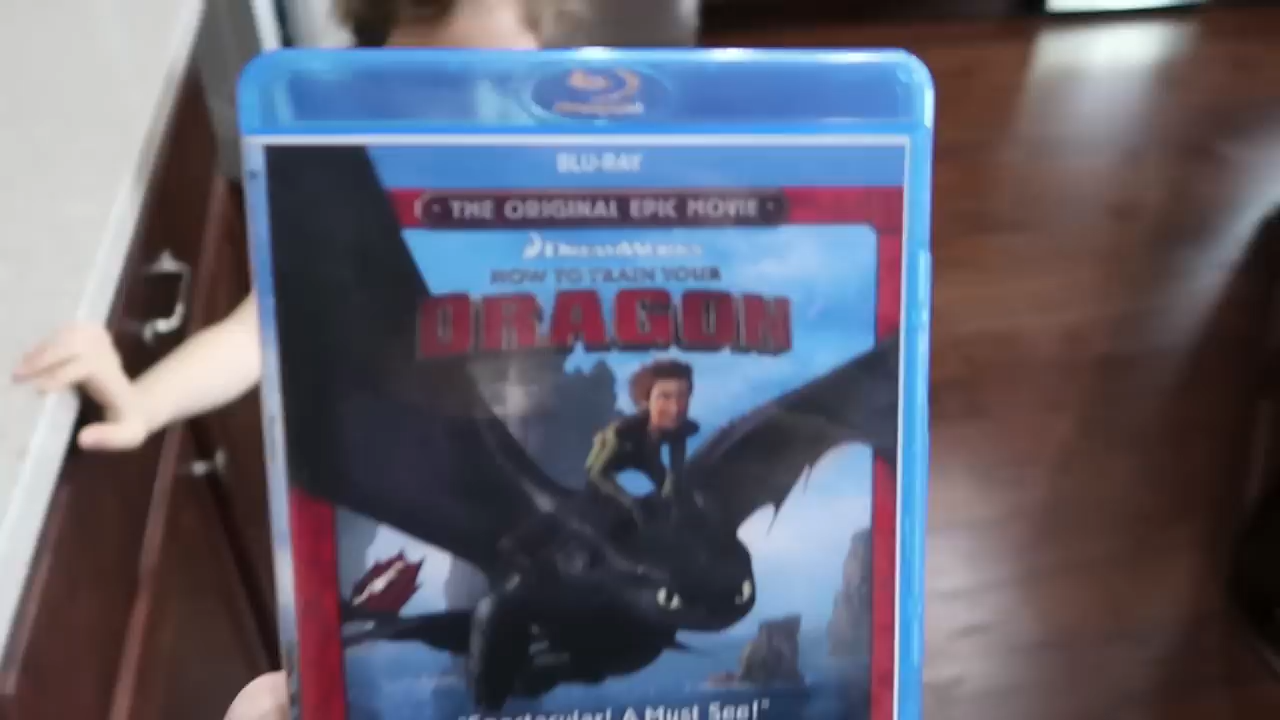 BLU-RAY
· THE ORIGINAL EPIC MOVIE ·
DREAMWORKS
HOW TO TRAIN YOUR
DRAGON
"Spectacular! A Must See!"